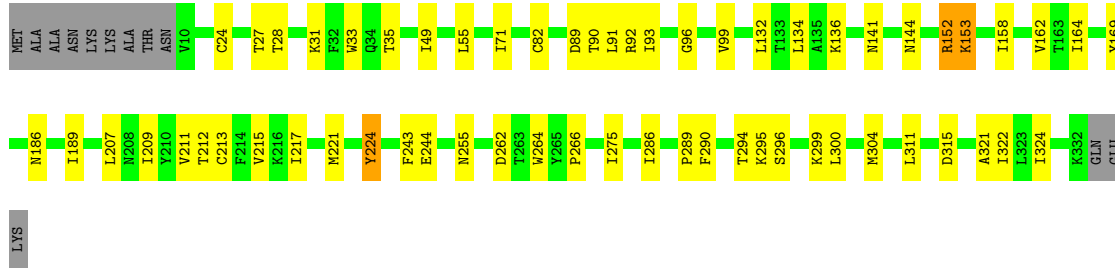 MET ALA ALA ASN LYS LYS ALA THR ASN V10 C24 T27 T28 K31 F32 W33 Q34 T35 I49 L55 I71 C82 D89 T90 L91 R92 I93 G96 V99 L132 T133 L134 A135 K136 N141 N144 R152 K153 I158 V162 T163 I164
N186 I189 L207 N208 I209 Y210 V211 T212 C213 F214 V215 K216 I217 M221 Y224 F243 E244 N255 D262 T263 W264 Y265 P266 I275 I286 P289 F290 T294 K295 S296 K299 L300 M304 L311 D315 A321 I322 L323 I324 K332 GLN
LYS